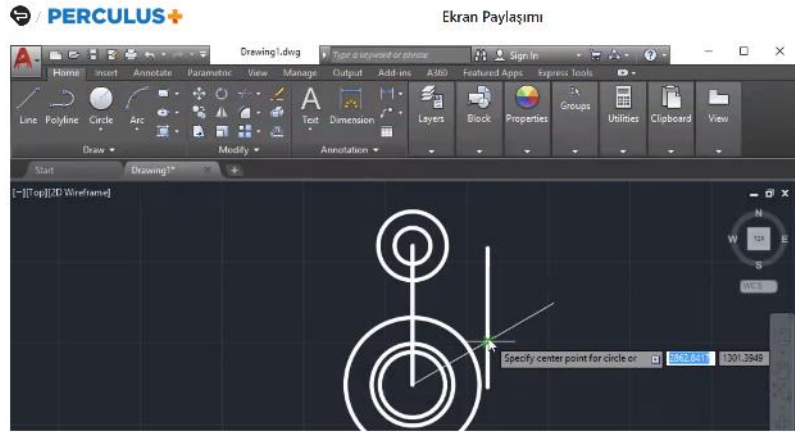 PERCULUS+
Ekran Paylaşımı
Drawing1.dwg
Type a keyword or phrase
Sign In
Home Insert Annotate Parametric View Manage Output Add-ins A360 Featured Apps Express Tools
Line Polyline Circle Arc Text Dimension Layers Block Properties Groups Utilities Clipboard View
Draw Modify Annotation
Start Drawing1*
[−][Top][2D Wireframe]
N
W TOP E
S
WCS
Specify center point for circle or 2862.8417 1301.3949